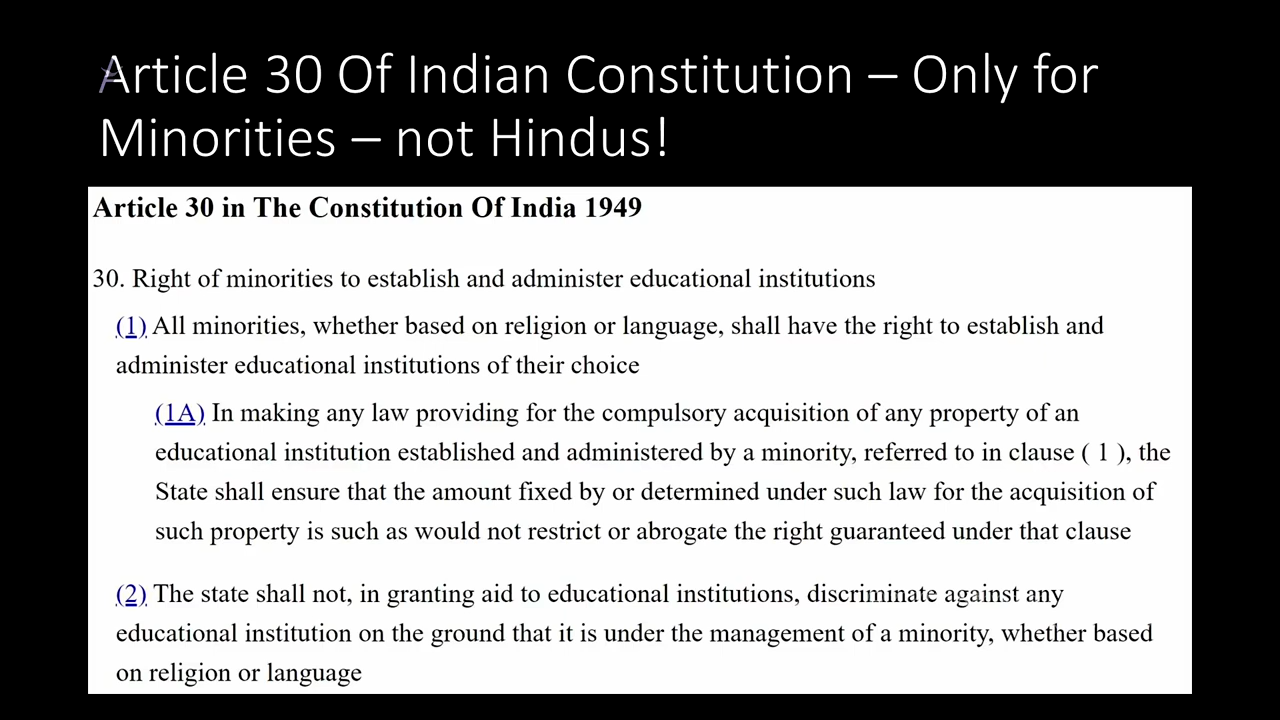 Article 30 Of Indian Constitution – Only for
Minorities – not Hindus!
Article 30 in The Constitution Of India 1949
30. Right of minorities to establish and administer educational institutions
(1) All minorities, whether based on religion or language, shall have the right to establish and
administer educational institutions of their choice
(1A) In making any law providing for the compulsory acquisition of any property of an
educational institution established and administered by a minority, referred to in clause ( 1 ), the
State shall ensure that the amount fixed by or determined under such law for the acquisition of
such property is such as would not restrict or abrogate the right guaranteed under that clause
(2) The state shall not, in granting aid to educational institutions, discriminate against any
educational institution on the ground that it is under the management of a minority, whether based
on religion or language